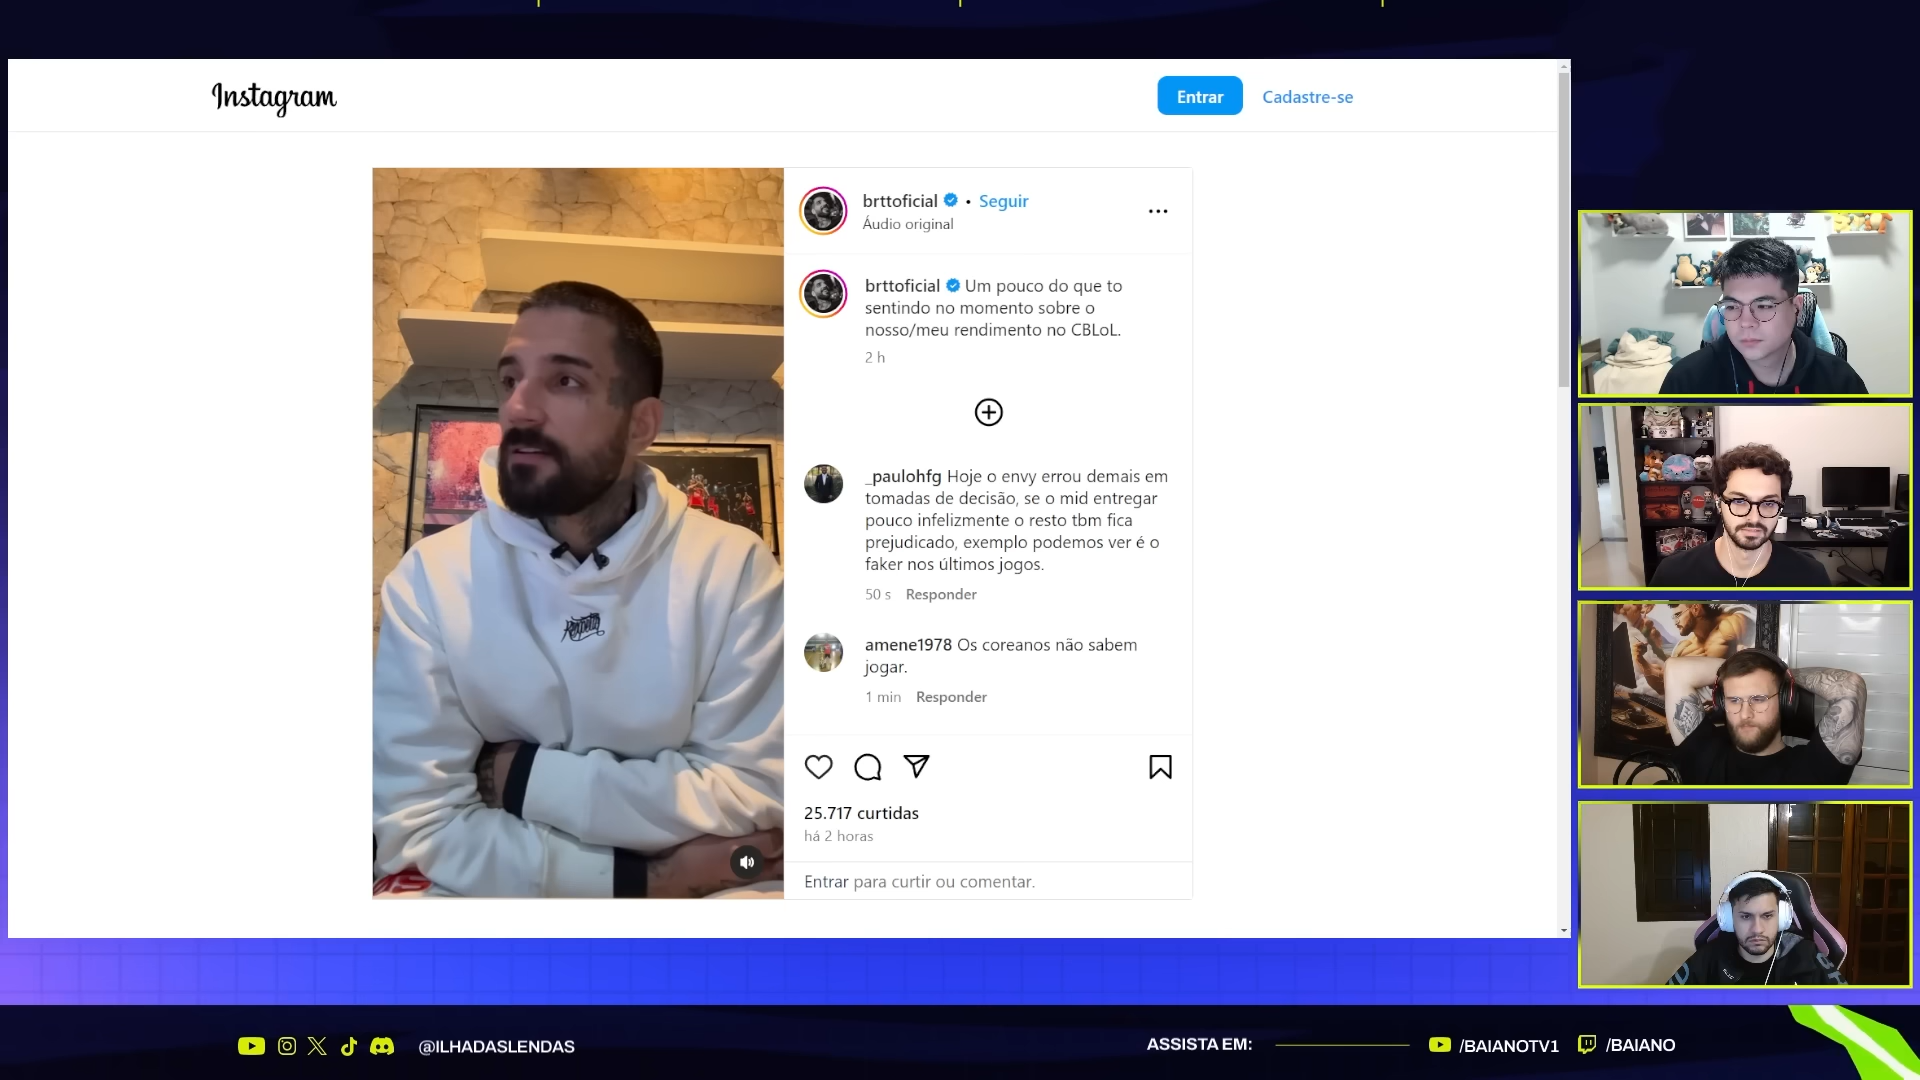 Instagram
Entrar
Cadastre-se
brttoficial • Seguir
Áudio original
brttoficial Um pouco do que to
sentindo no momento sobre o
nosso/meu rendimento no CBLoL.
2 h
_paulohfg Hoje o envy errou demais em
tomadas de decisão, se o mid entregar
pouco infelizmente o resto tbm fica
prejudicado, exemplo podemos ver é o
faker nos últimos jogos.
50 s Responder
amene1978 Os coreanos não sabem
jogar.
1 min Responder
25.717 curtidas
há 2 horas
Entrar para curtir ou comentar.
@ILHADASLENDAS
ASSISTA EM:
/BAIANOTV1
/BAIANO